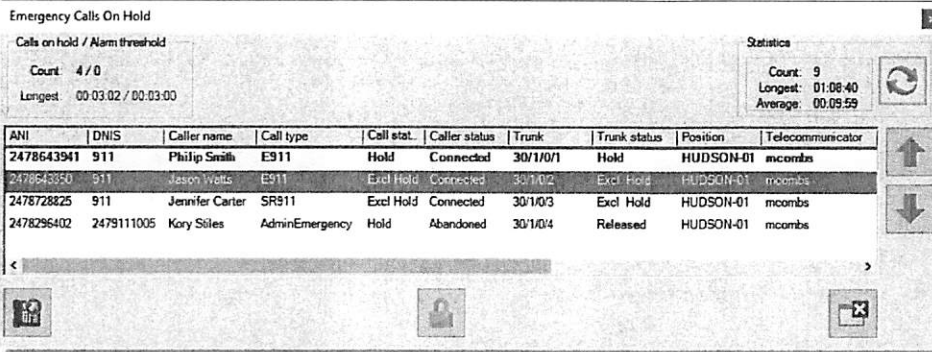 Emergency Calls On Hold
Calls on hold / Alarm threshold
Count: 4 / 0
Longest: 00:03:02 / 00:03:00
Statistics
Count: 9
Longest: 01:08:40
Average: 00:09:59
ANI DNIS Caller name Call type Call stat.. Caller status Trunk Trunk status Position Telecommunicator
2478643941 911 Philip Smith E911 Hold Connected 30/1/0/1 Hold HUDSON-01 mcombs
2478643350 911 Jason Watts E911 Excl Hold Connected 30/1/0/2 Excl Hold HUDSON-01 mcombs
2478728825 911 Jennifer Carter SR911 Excl Hold Connected 30/1/0/3 Excl Hold HUDSON-01 mcombs
2478296402 2479111005 Kory Stiles AdminEmergency Hold Abandoned 30/1/0/4 Released HUDSON-01 mcombs